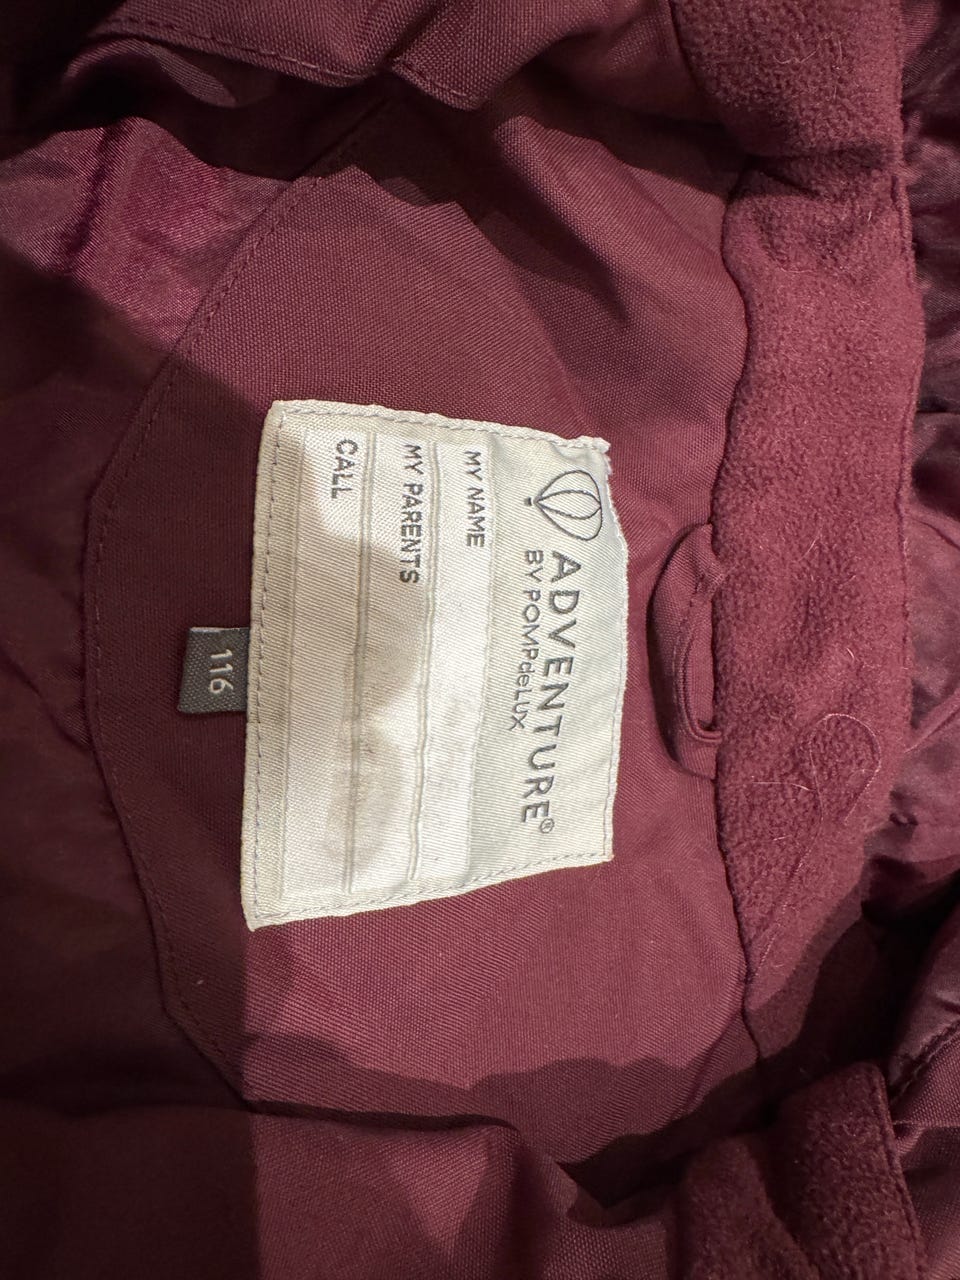 ADVENTURE®
BY POMPdeLUX
MY NAME
MY PARENTS
CALL
116